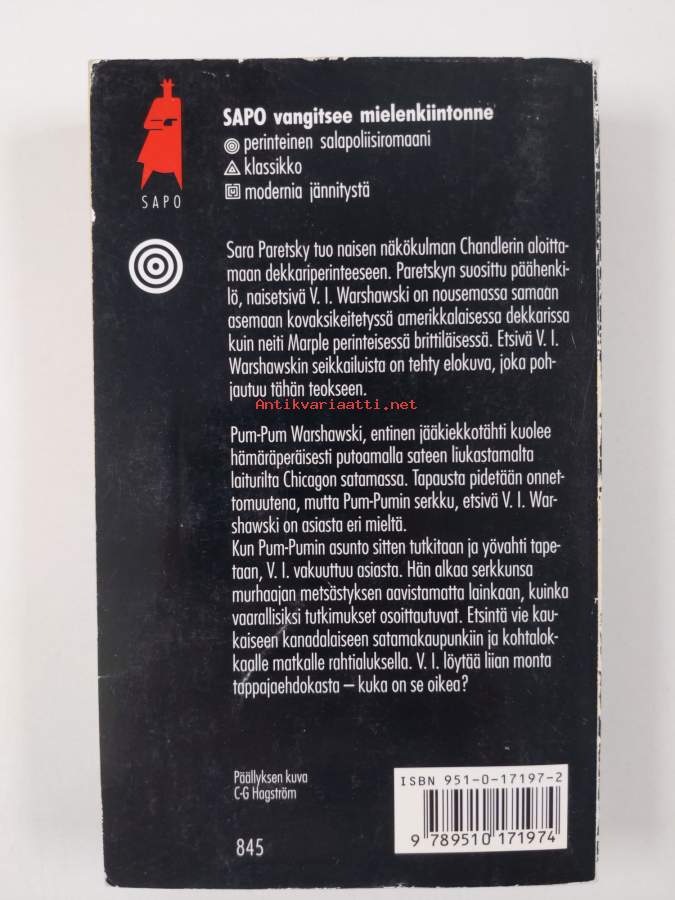 SAPO
SAPO vangitsee mielenkiintonne
perinteinen salapoliisiromaani
klassikko
modernia jännitystä
Sara Paretsky tuo naisen näkökulman Chandlerin aloitta-
maan dekkariperinteeseen. Paretskyn suosittu päähenki-
lö, naisetsivä V. I. Warshawski on nousemassa samaan
asemaan kovaksikeitetyssä amerikkalaisessa dekkarissa
kuin neiti Marple perinteisessä brittiläisessä. Etsivä V. I.
Warshawskin seikkailuista on tehty elokuva, joka poh-
jautuu tähän teokseen.
Antikvariaatti.net
Pum-Pum Warshawski, entinen jääkiekkotähti kuolee
hämäräperäisesti putoamalla sateen liukastamalta
laiturilta Chicagon satamassa. Tapausta pidetään onnet-
tomuutena, mutta Pum-Pumin serkku, etsivä V. I. War-
shawski on asiasta eri mieltä.
Kun Pum-Pumin asunto sitten tutkitaan ja yövahti tape-
taan, V. I. vakuuttuu asiasta. Hän alkaa serkkunsa
murhaajan metsästyksen aavistamatta lainkaan, kuinka
vaarallisiksi tutkimukset osoittautuvat. Etsintä vie kau-
kaiseen kanadalaiseen satamakaupunkiin ja kohtalok-
kaalle matkalle rahtialuksella. V. I. löytää liian monta
tappajaehdokasta – kuka on se oikea?
Päällyksen kuva
C-G Hagström
845
ISBN 951-0-17197-2
9 789510 171974